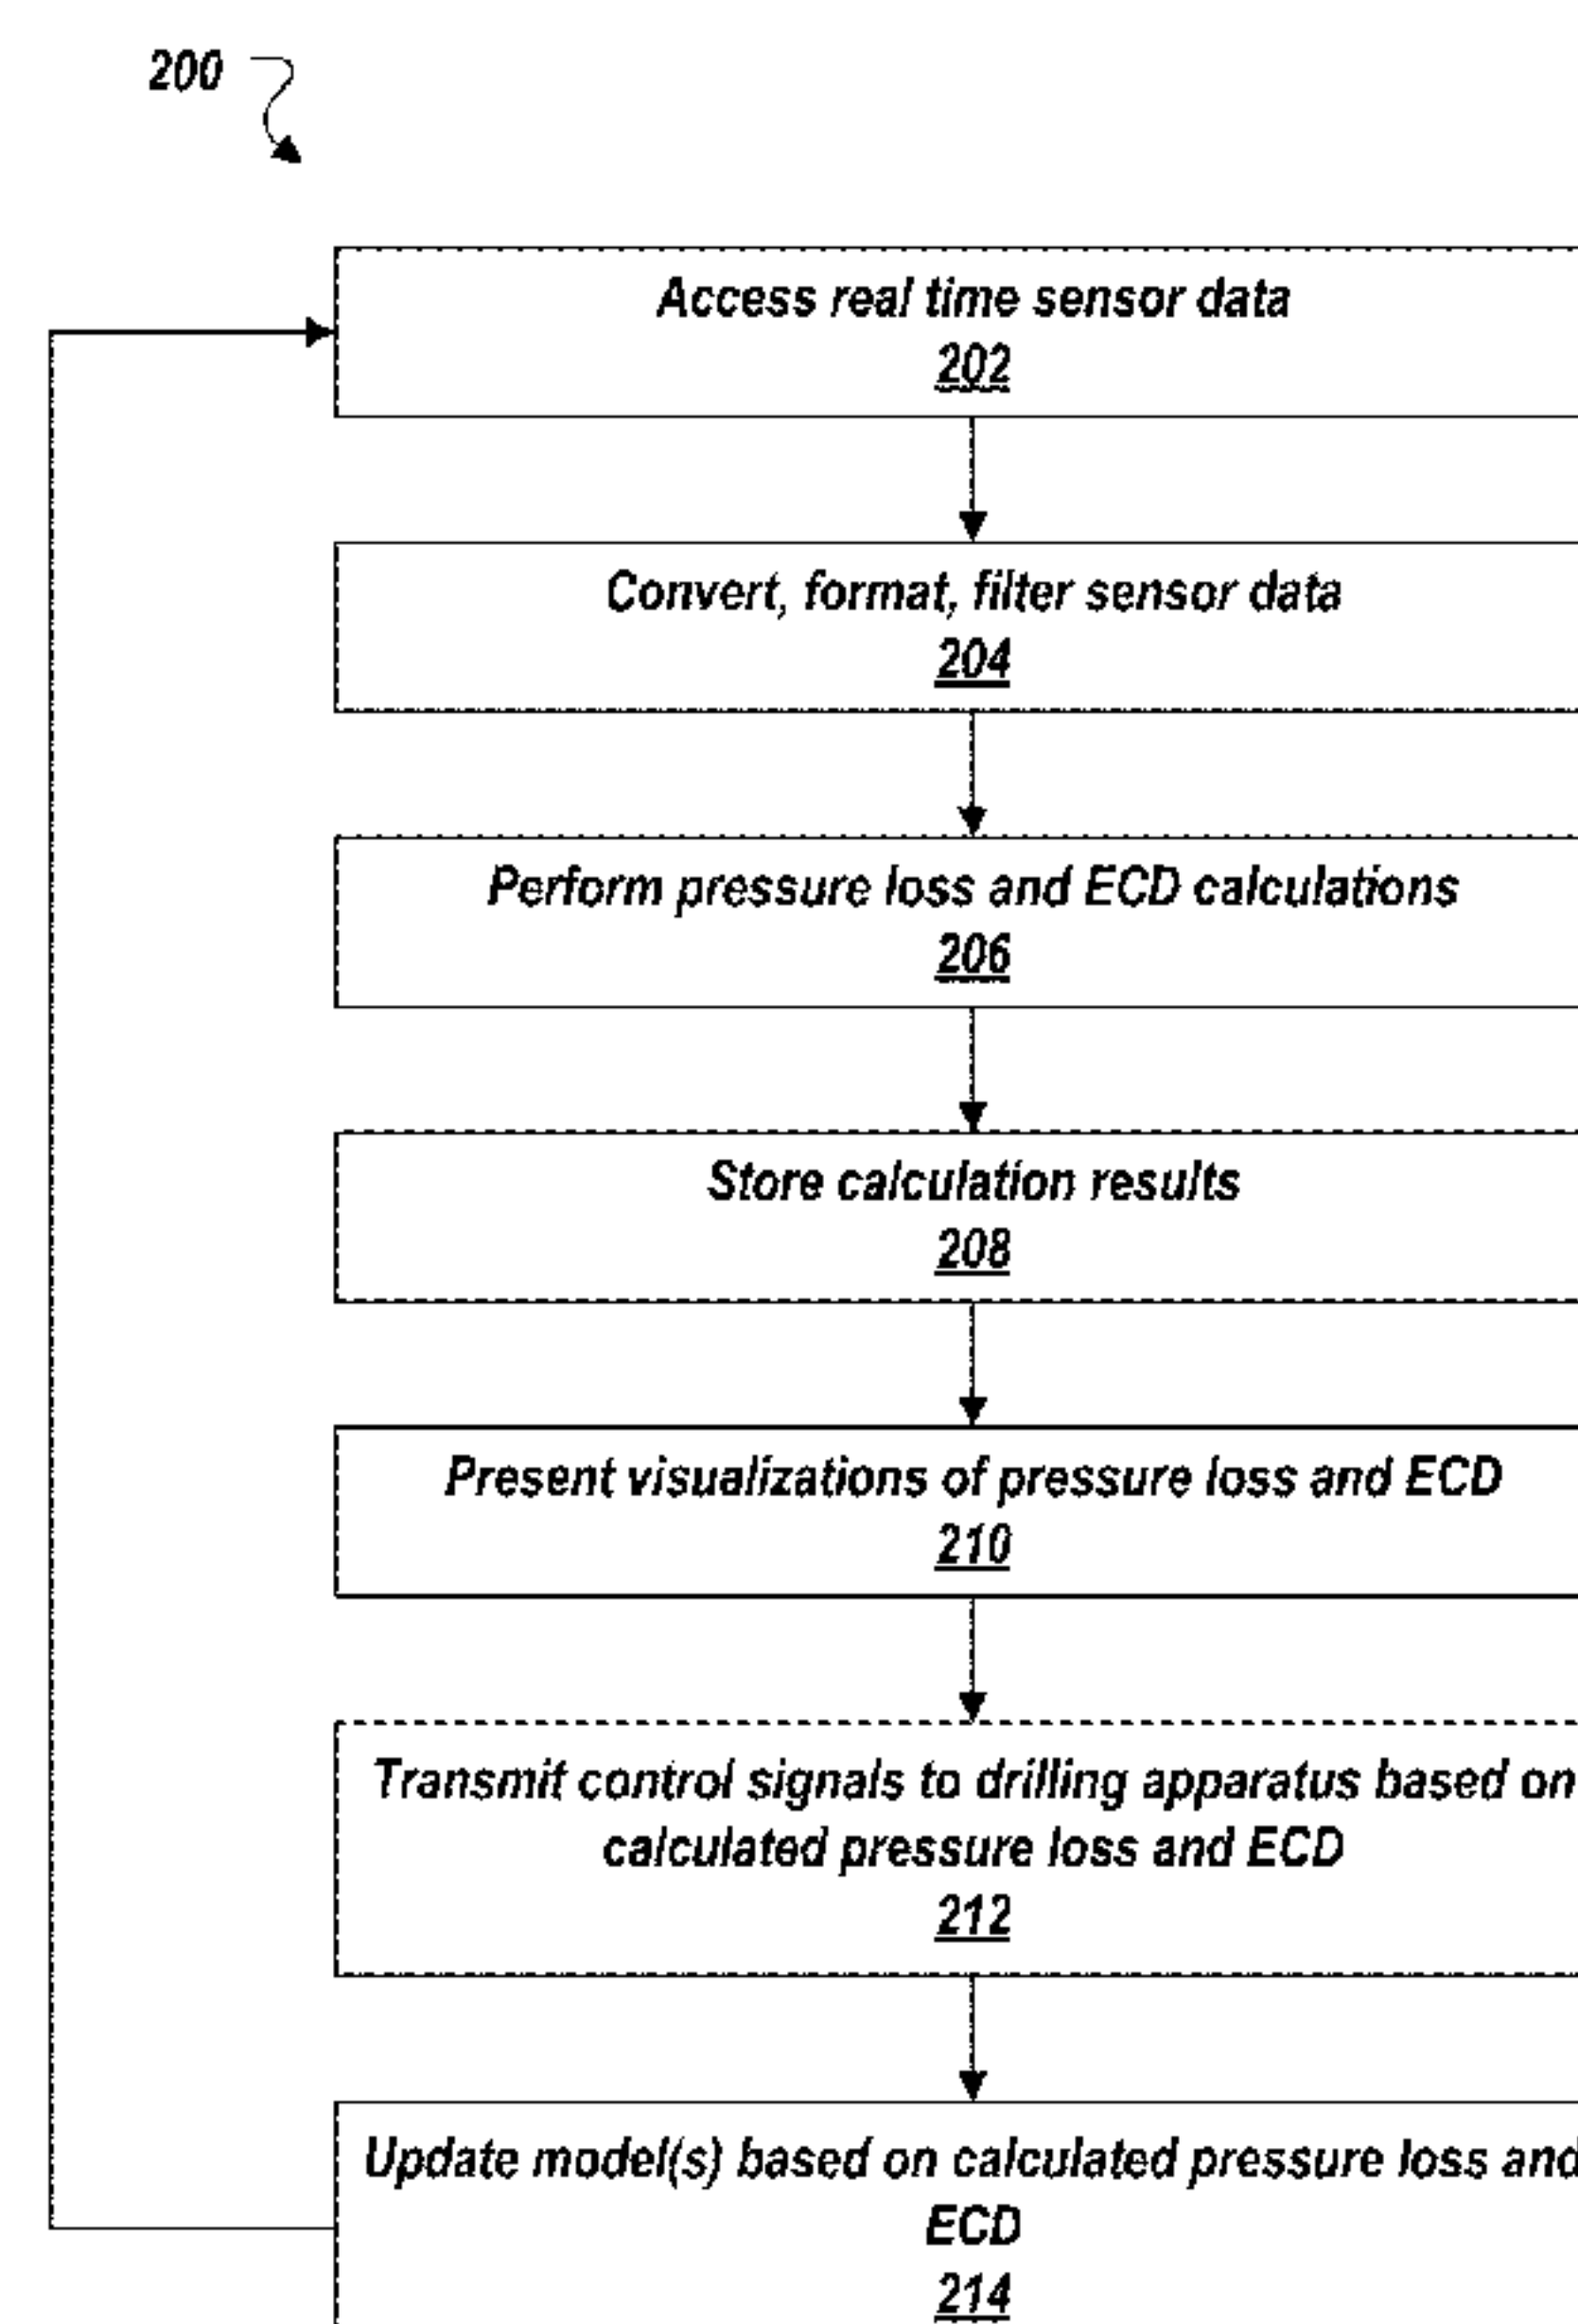 200
Access real time sensor data
202
Convert, format, filter sensor data
204
Perform pressure loss and ECD calculations
206
Store calculation results
208
Present visualizations of pressure loss and ECD
210
Transmit control signals to drilling apparatus based on
calculated pressure loss and ECD
212
Update model(s) based on calculated pressure loss and
ECD
214